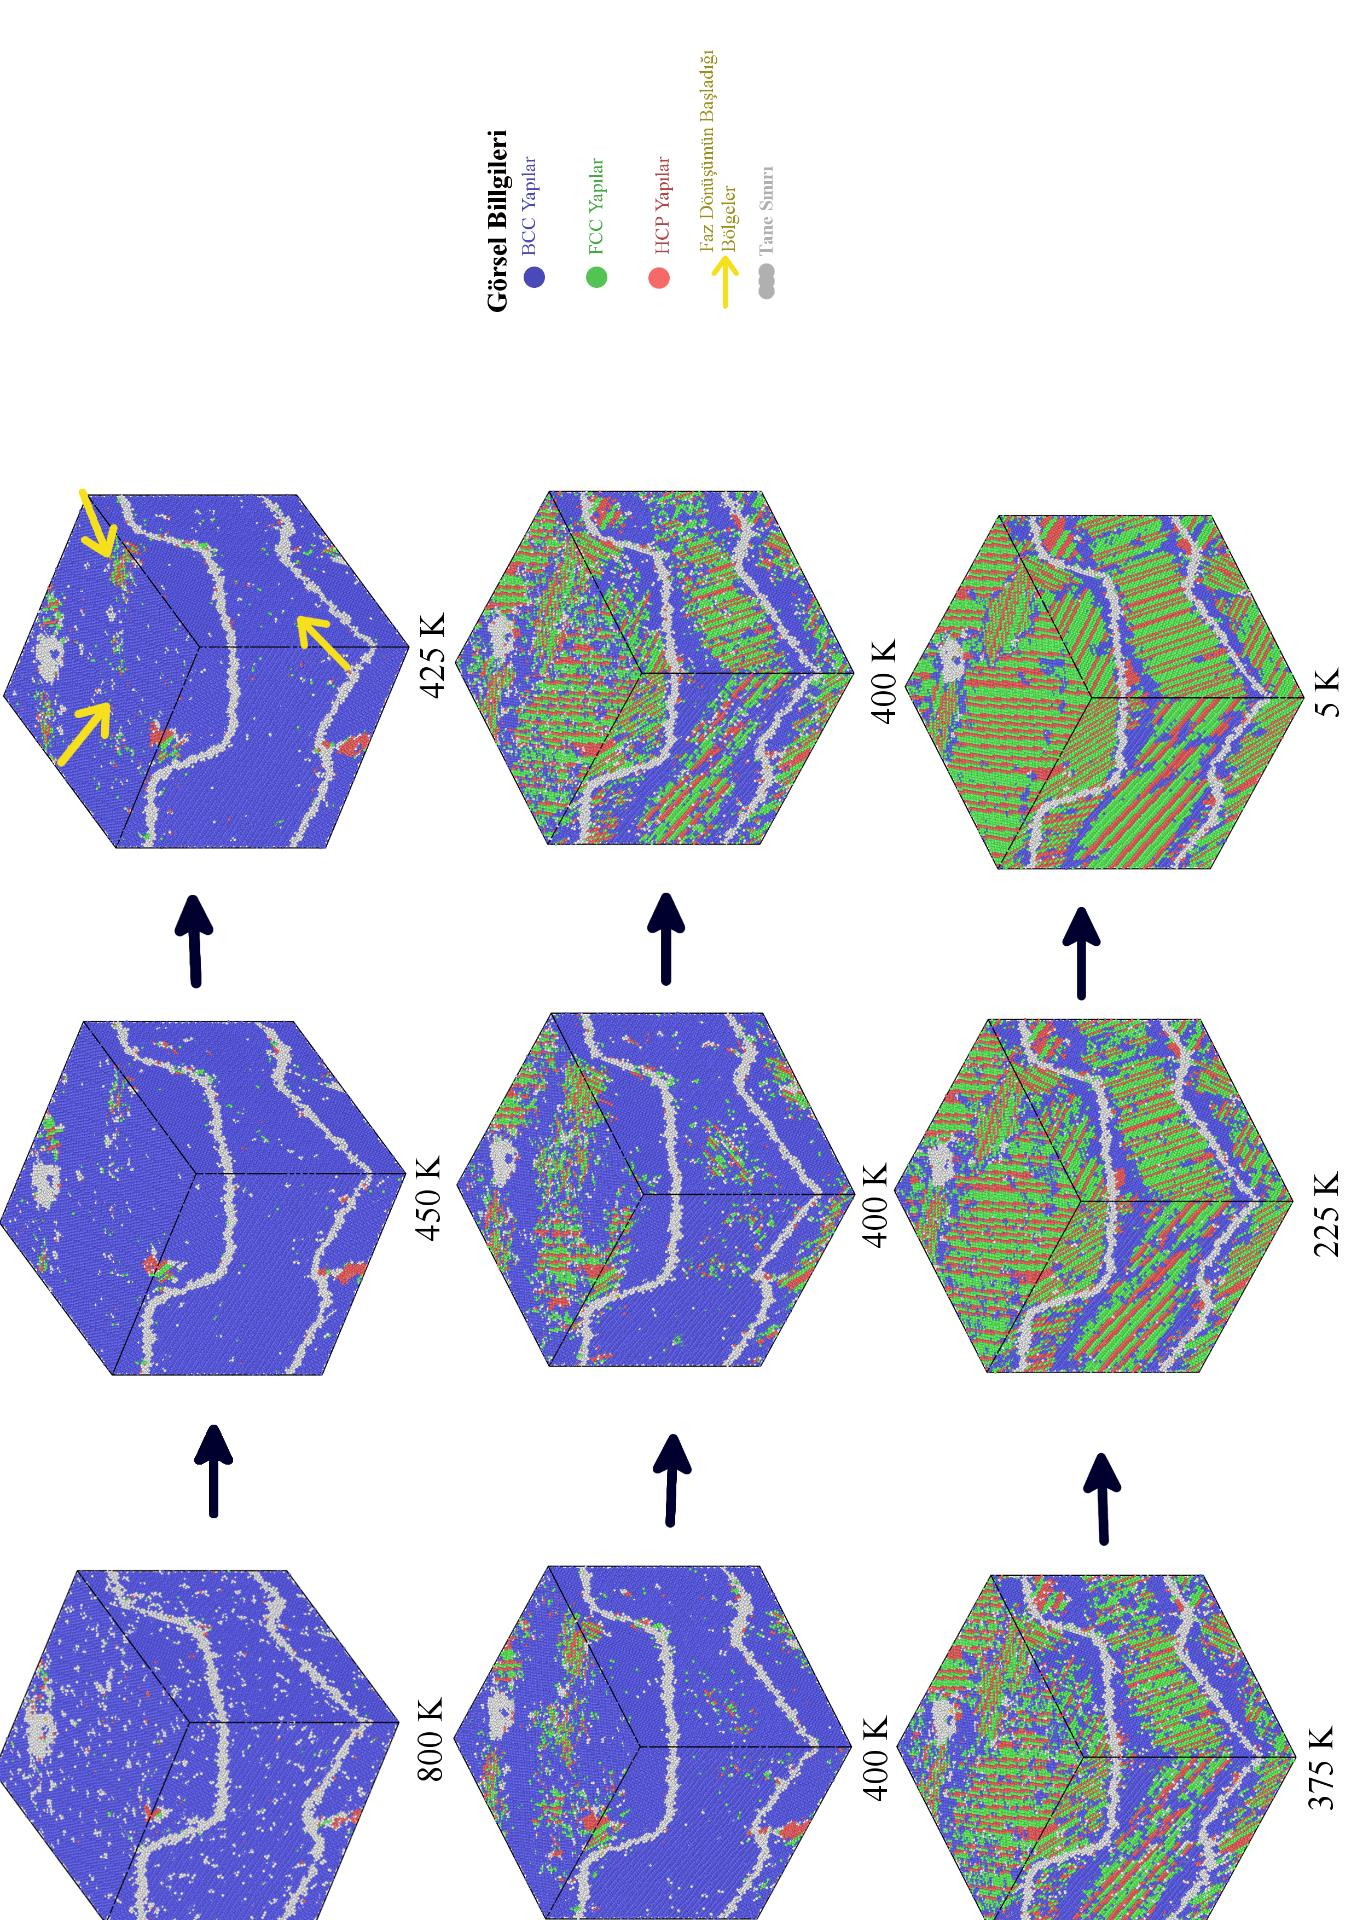 800 K
450 K
425 K
400 K
400 K
400 K
375 K
225 K
5 K
Görsel Billgileri
BCC Yapılar
FCC Yapılar
HCP Yapılar
Faz Dönüşümün Başladığı
Bölgeler
Tane Sınırı